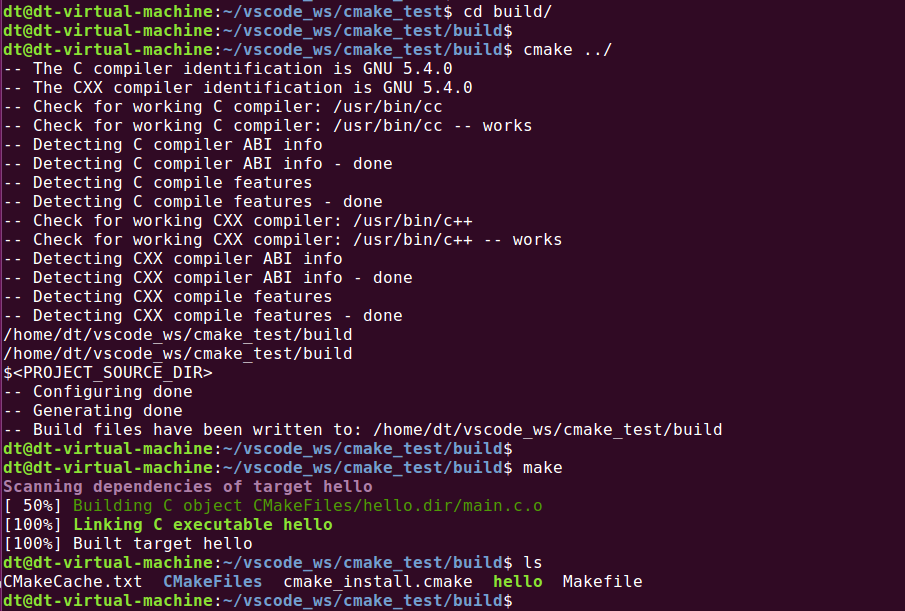 dt@dt-virtual-machine:~/vscode_ws/cmake_test$ cd build/
dt@dt-virtual-machine:~/vscode_ws/cmake_test/build$
dt@dt-virtual-machine:~/vscode_ws/cmake_test/build$ cmake ../
-- The C compiler identification is GNU 5.4.0
-- The CXX compiler identification is GNU 5.4.0
-- Check for working C compiler: /usr/bin/cc
-- Check for working C compiler: /usr/bin/cc -- works
-- Detecting C compiler ABI info
-- Detecting C compiler ABI info - done
-- Detecting C compile features
-- Detecting C compile features - done
-- Check for working CXX compiler: /usr/bin/c++
-- Check for working CXX compiler: /usr/bin/c++ -- works
-- Detecting CXX compiler ABI info
-- Detecting CXX compiler ABI info - done
-- Detecting CXX compile features
-- Detecting CXX compile features - done
/home/dt/vscode_ws/cmake_test/build
/home/dt/vscode_ws/cmake_test/build
$<PROJECT_SOURCE_DIR>
-- Configuring done
-- Generating done
-- Build files have been written to: /home/dt/vscode_ws/cmake_test/build
dt@dt-virtual-machine:~/vscode_ws/cmake_test/build$
dt@dt-virtual-machine:~/vscode_ws/cmake_test/build$ make
Scanning dependencies of target hello
[ 50%] Building C object CMakeFiles/hello.dir/main.c.o
[100%] Linking C executable hello
[100%] Built target hello
dt@dt-virtual-machine:~/vscode_ws/cmake_test/build$ ls
CMakeCache.txt  CMakeFiles  cmake_install.cmake  hello  Makefile
dt@dt-virtual-machine:~/vscode_ws/cmake_test/build$